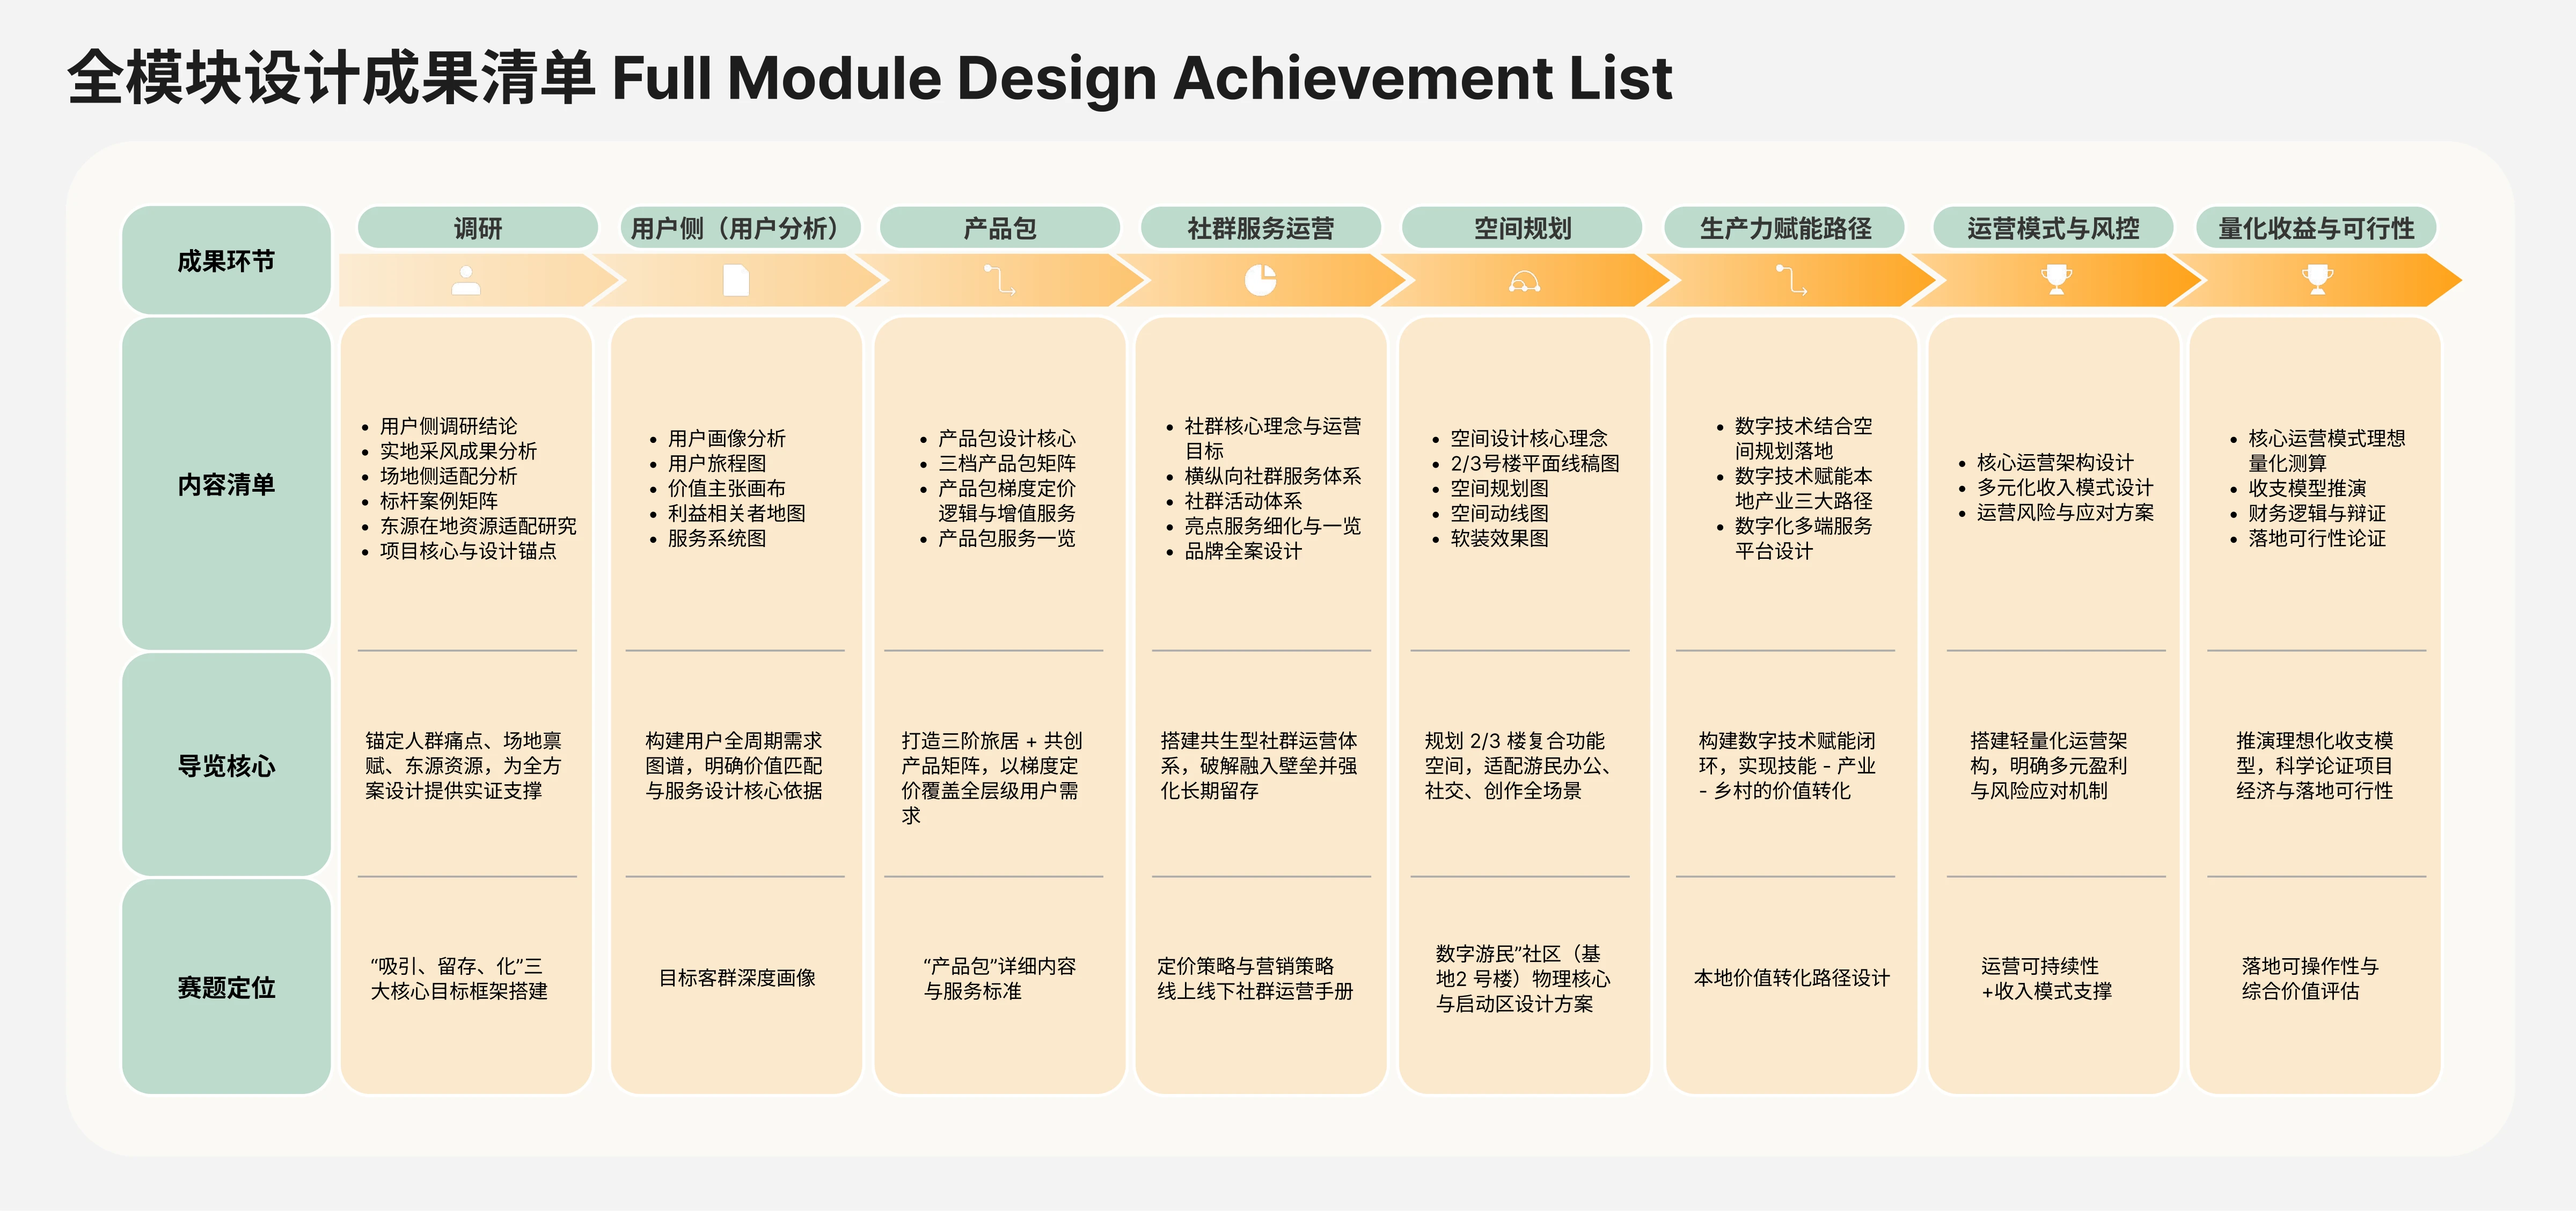 全模块设计成果清单 Full Module Design Achievement List
成果环节
调研
用户侧（用户分析）
产品包
社群服务运营
空间规划
生产力赋能路径
运营模式与风控
量化收益与可行性
内容清单
• 用户侧调研结论
• 实地采风成果分析
• 场地侧适配分析
• 标杆案例矩阵
• 东源在地资源适配研究
• 项目核心与设计锚点
• 用户画像分析
• 用户旅程图
• 价值主张画布
• 利益相关者地图
• 服务系统图
• 产品包设计核心
• 三档产品包矩阵
• 产品包梯度定价
逻辑与增值服务
• 产品包服务一览
• 社群核心理念与运营
目标
• 横纵向社群服务体系
• 社群活动体系
• 亮点服务细化与一览
• 品牌全案设计
• 空间设计核心理念
• 2/3号楼平面线稿图
• 空间规划图
• 空间动线图
• 软装效果图
• 数字技术结合空
间规划落地
• 数字技术赋能本
地产业三大路径
• 数字化多端服务
平台设计
• 核心运营架构设计
• 多元化收入模式设计
• 运营风险与应对方案
• 核心运营模式理想
量化测算
• 收支模型推演
• 财务逻辑与辩证
• 落地可行性论证
导览核心
锚定人群痛点、场地禀
赋、东源资源，为全方
案设计提供实证支撑
构建用户全周期需求
图谱，明确价值匹配
与服务设计核心依据
打造三阶旅居 + 共创
产品矩阵，以梯度定
价覆盖全层级用户需
求
搭建共生型社群运营体
系，破解融入壁垒并强
化长期留存
规划 2/3 楼复合功能
空间，适配游民办公、
社交、创作全场景
构建数字技术赋能闭
环，实现技能 - 产业
- 乡村的价值转化
搭建轻量化运营架
构，明确多元盈利
与风险应对机制
推演理想化收支模
型，科学论证项目
经济与落地可行性
赛题定位
“吸引、留存、化”三
大核心目标框架搭建
目标客群深度画像
“产品包”详细内容
与服务标准
定价策略与营销策略
线上线下社群运营手册
数字游民”社区（基
地2 号楼）物理核心
与启动区设计方案
本地价值转化路径设计
运营可持续性
+收入模式支撑
落地可操作性与
综合价值评估